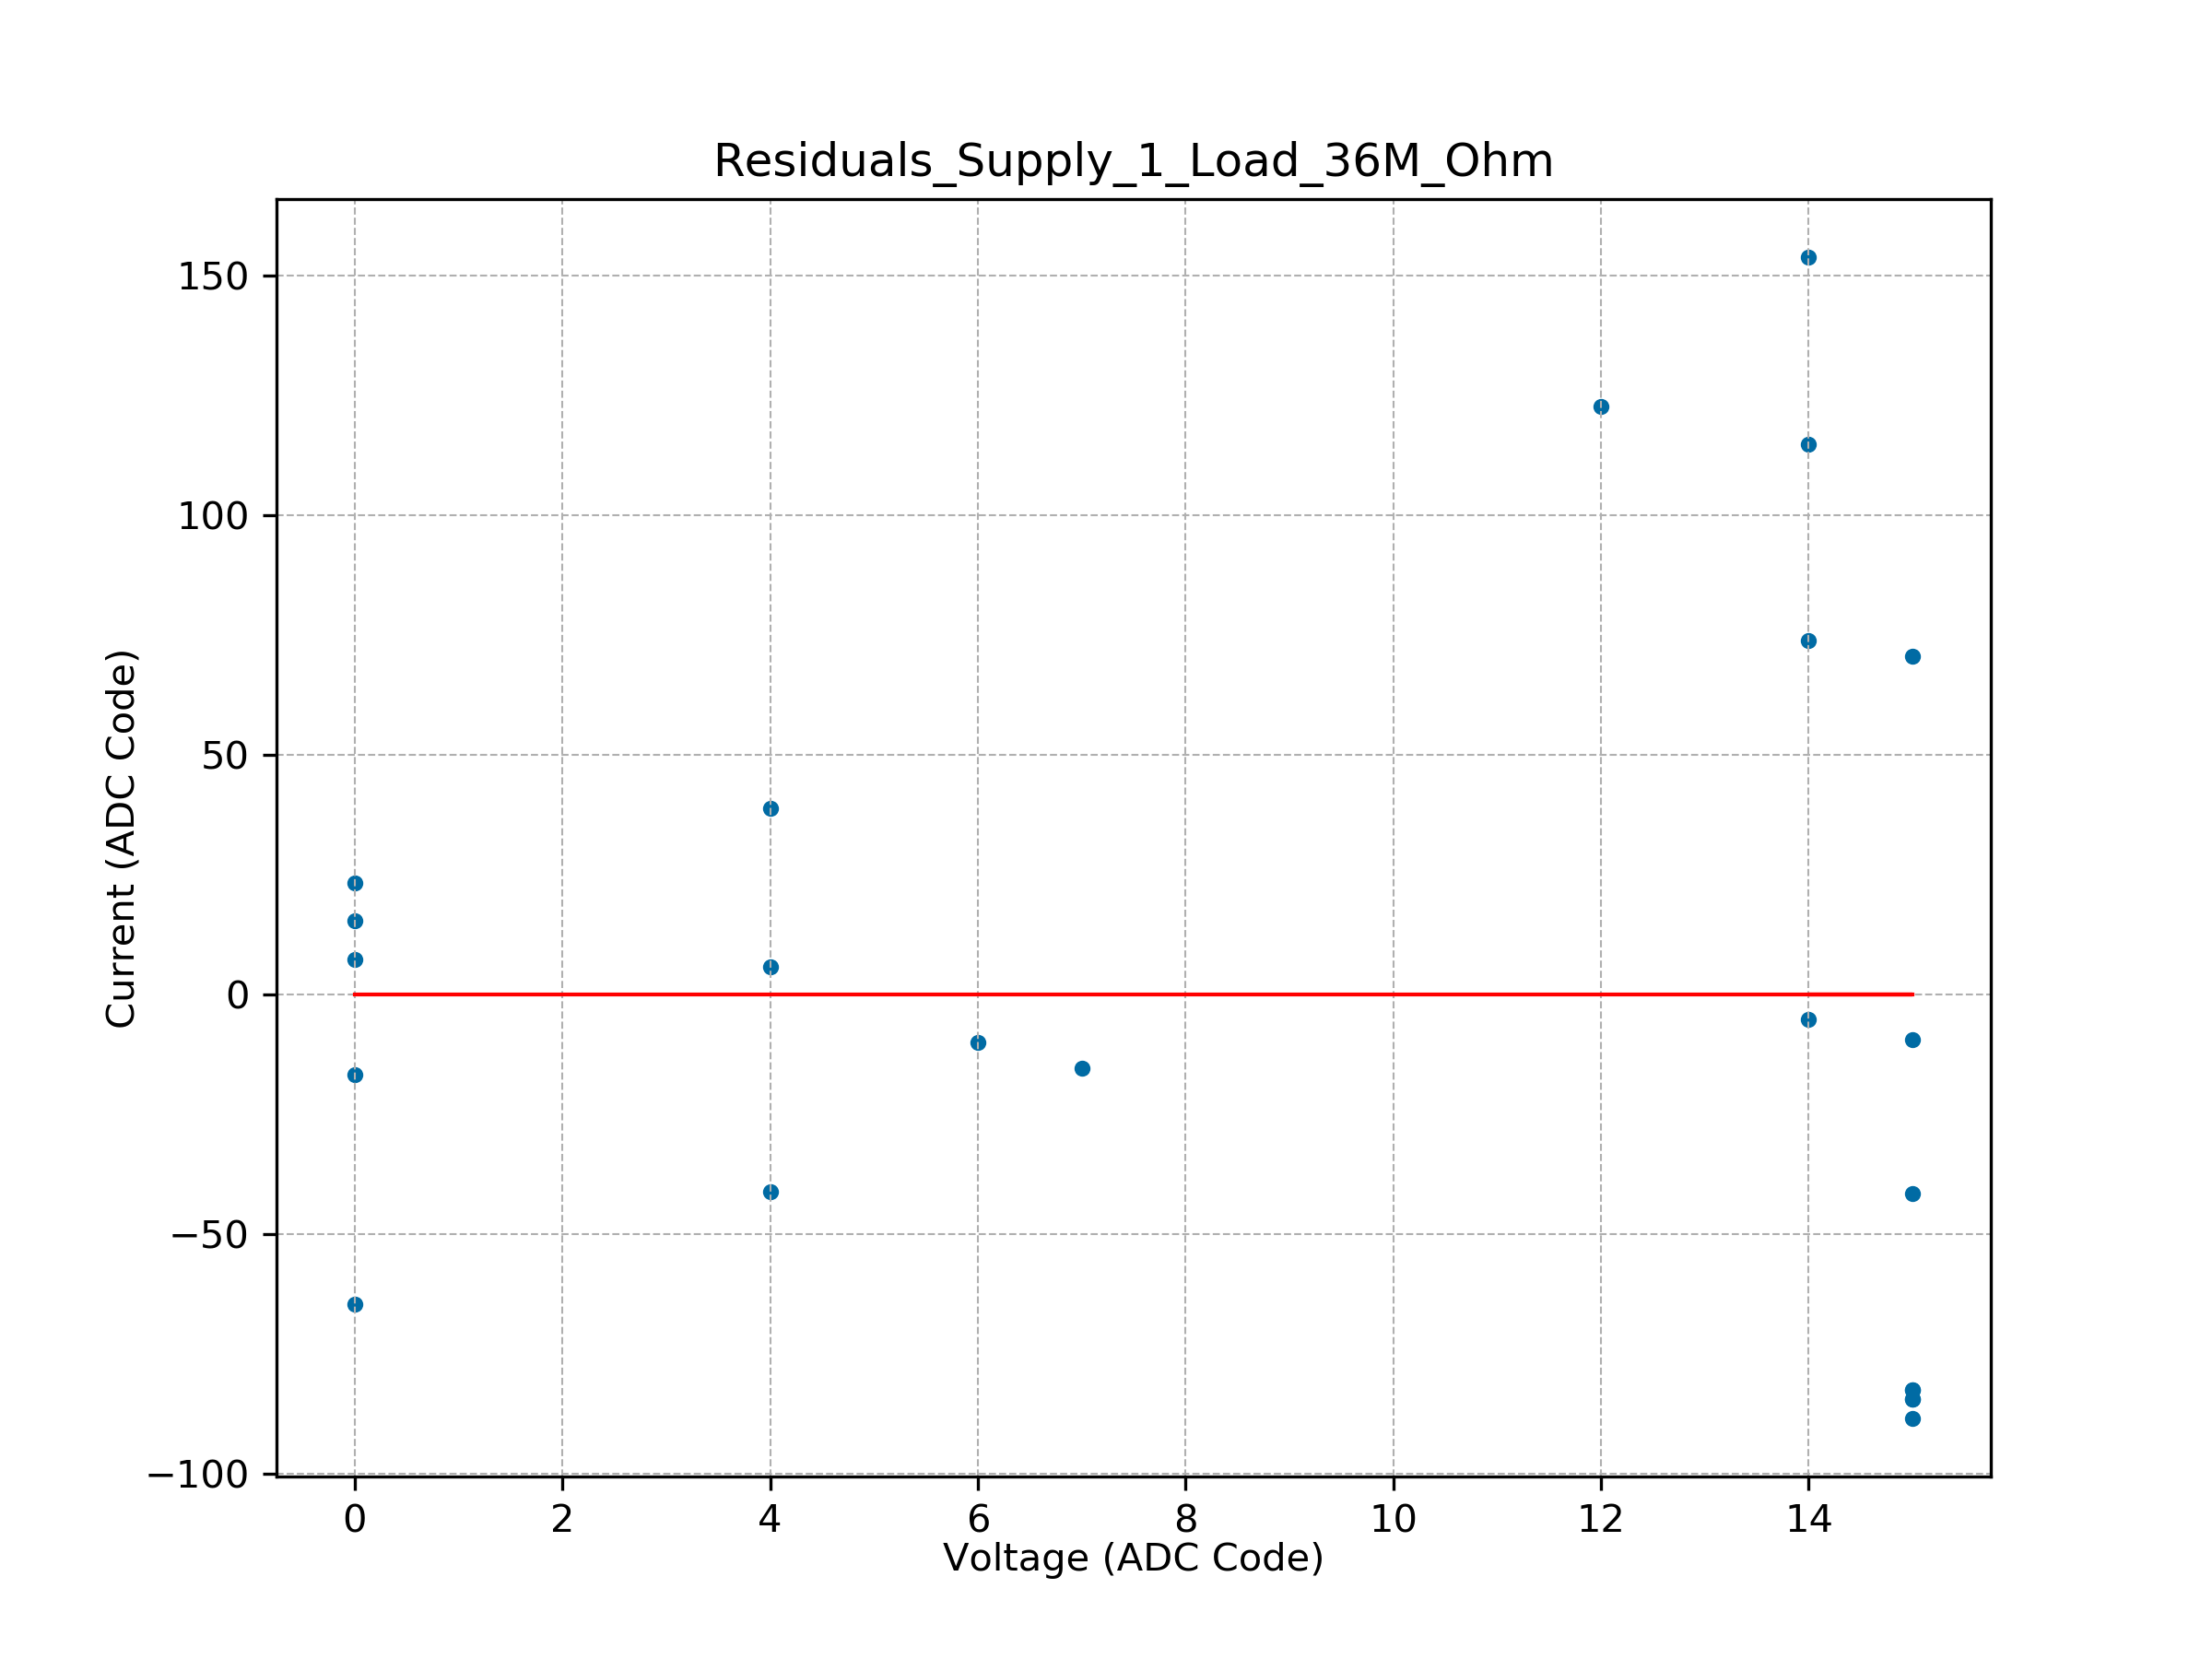 Residuals_Supply_1_Load_36M_Ohm
150
100
50
0
−50
−100
Current (ADC Code)
0 2 4 6 8 10 12 14
Voltage (ADC Code)